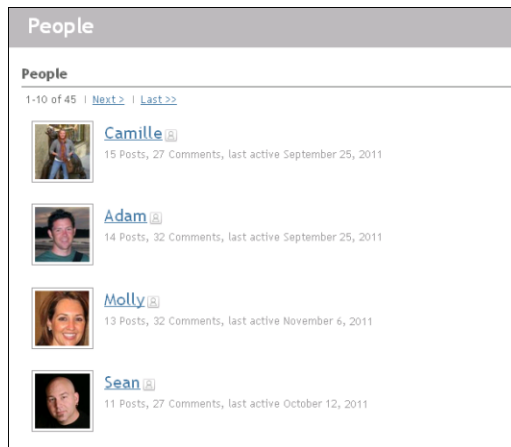 People
People
1-10 of 45 | Next > | Last >>
Camille
15 Posts, 27 Comments, last active September 25, 2011
Adam
14 Posts, 32 Comments, last active September 25, 2011
Molly
13 Posts, 32 Comments, last active November 6, 2011
Sean
11 Posts, 27 Comments, last active October 12, 2011